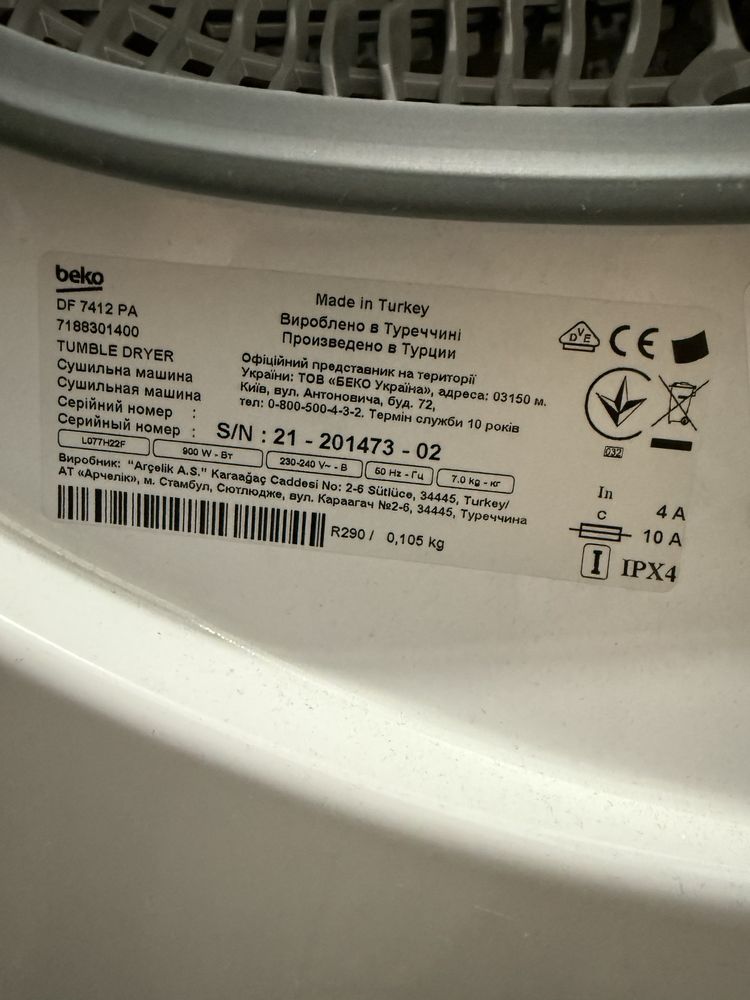 beko
DF 7412 PA
7188301400
TUMBLE DRYER
Сушильна машина
Сушильная машина
Серійний номер :
Серийный номер :
Made in Turkey
Вироблено в Туреччині
Произведено в Турции
Офіційний представник на території
України: ТОВ «БЕКО Україна», адреса: 03150 м.
Київ, вул. Антоновича, буд. 72,
тел: 0-800-500-4-3-2. Термін служби 10 років
S/N : 21 - 201473 - 02
L077H22F
900 W - Вт
230-240 V~ - В
50 Hz - Гц
7.0 kg - кг
Виробник: "Arçelik A.S." Karaağaç Caddesi No: 2-6 Sütlüce, 34445, Turkey/
АТ «Арчелік», м. Стамбул, Сютлюдже, вул. Караагач №2-6, 34445, Туреччина
R290 / 0,105 kg
DVE
CE
032
In 4 A
C 10 A
I IPX4